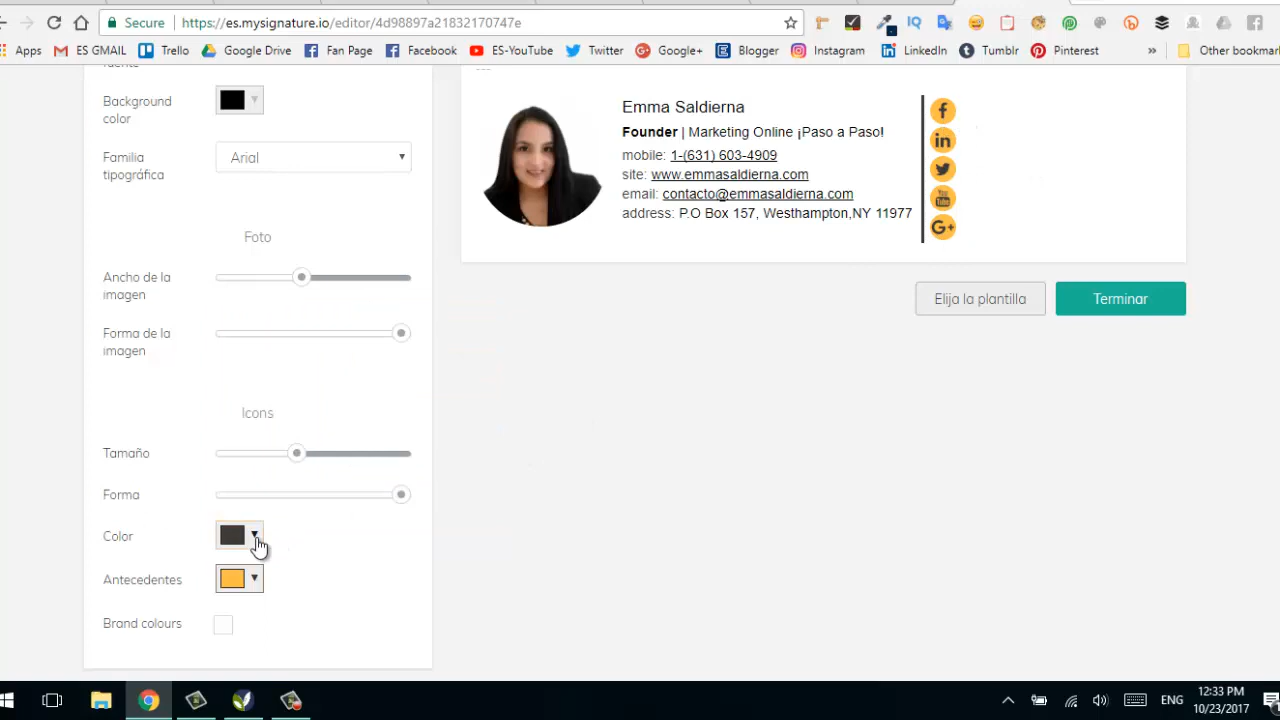 Secure
https://es.mysignature.io/editor/4d98897a21832170747e
Apps ES GMAIL Trello Google Drive Fan Page Facebook ES-YouTube Twitter Google+ Blogger Instagram LinkedIn Tumblr Pinterest » Other bookmar
Background color
Familia tipográfica
Arial
Foto
Ancho de la imagen
Forma de la imagen
Icons
Tamaño
Forma
Color
Antecedentes
Brand colours
---
Emma Saldierna
Founder | Marketing Online ¡Paso a Paso!
mobile: 1-(631) 603-4909
site: www.emmasaldierna.com
email: contacto@emmasaldierna.com
address: P.O Box 157, Westhampton,NY 11977
You Tube
G+
Elija la plantilla
Terminar
ENG
12:33 PM
10/23/2017